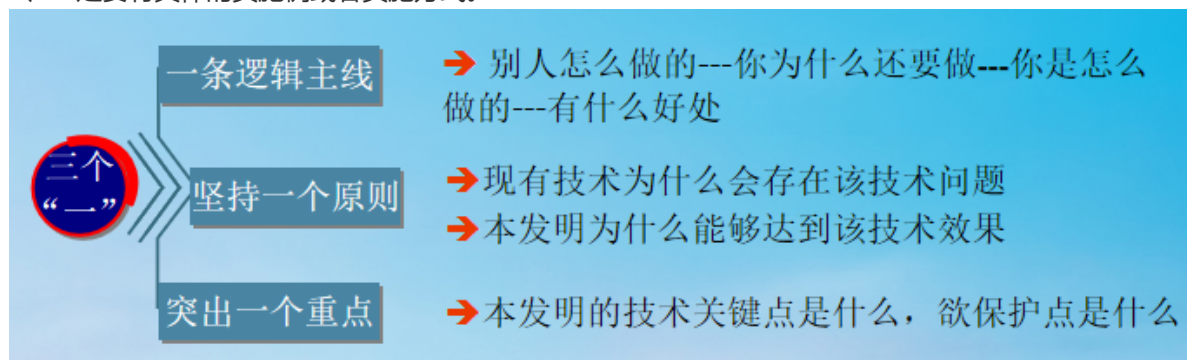 一条逻辑主线
➔ 别人怎么做的---你为什么还要做---你是怎么
做的---有什么好处
三个
“一”
坚持一个原则
➔现有技术为什么会存在该技术问题
➔本发明为什么能够达到该技术效果
突出一个重点
➔本发明的技术关键点是什么，欲保护点是什么